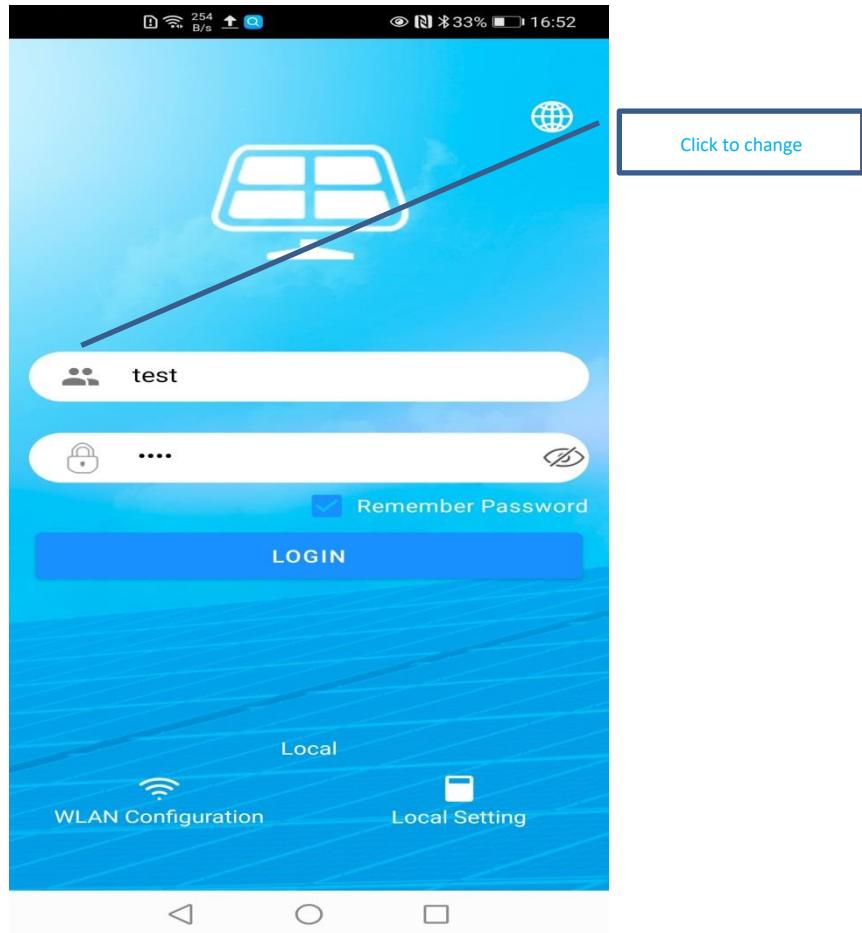 254
B/s
33%
16:52
Click to change
test
••••
Remember Password
LOGIN
Local
WLAN Configuration
Local Setting